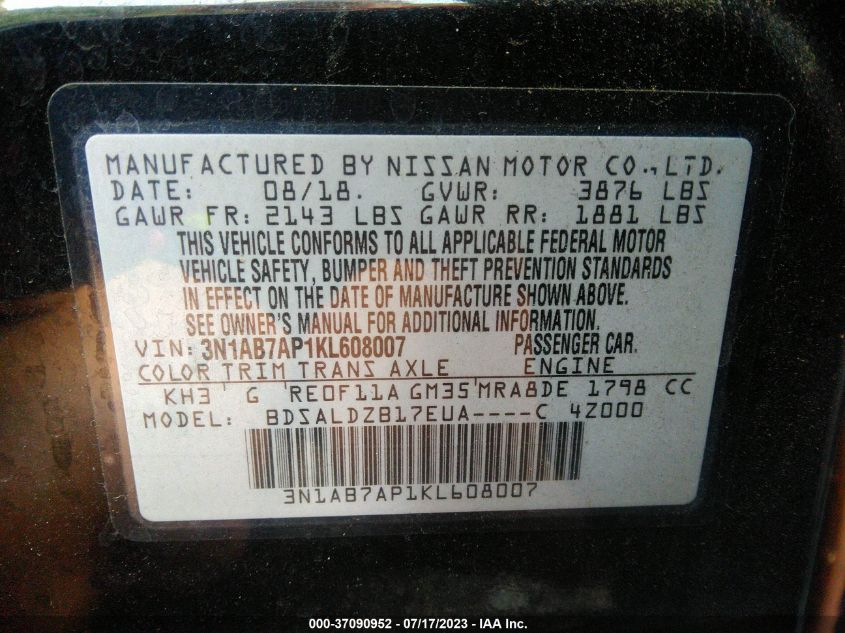 MANUFACTURED BY NISSAN MOTOR CO., LTD.
DATE: 08/18. GVWR: 3876 LBS
GAWR FR: 2143 LBS GAWR RR: 1881 LBS
THIS VEHICLE CONFORMS TO ALL APPLICABLE FEDERAL MOTOR
VEHICLE SAFETY, BUMPER AND THEFT PREVENTION STANDARDS
IN EFFECT ON THE DATE OF MANUFACTURE SHOWN ABOVE.
SEE OWNER'S MANUAL FOR ADDITIONAL INFORMATION.
VIN: 3N1AB7AP1KL608007 PASSENGER CAR.
COLOR TRIM TRANS AXLE ENGINE
KH3 G RE0F11A GM35 MRA8DE 1798 CC
MODEL: BDSALDZB17EUA----C 4Z000
3N1AB7AP1KL608007
000-37090952 - 07/17/2023 - IAA Inc.